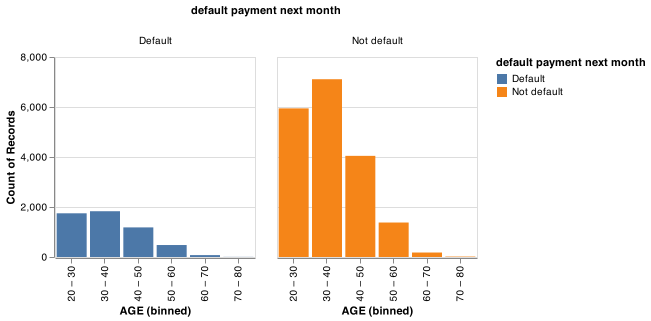 default payment next month
Default
Not default
Count of Records
8,000
6,000
4,000
2,000
0
20 – 30
30 – 40
40 – 50
50 – 60
60 – 70
70 – 80
AGE (binned)
20 – 30
30 – 40
40 – 50
50 – 60
60 – 70
70 – 80
AGE (binned)
default payment next month
Default
Not default